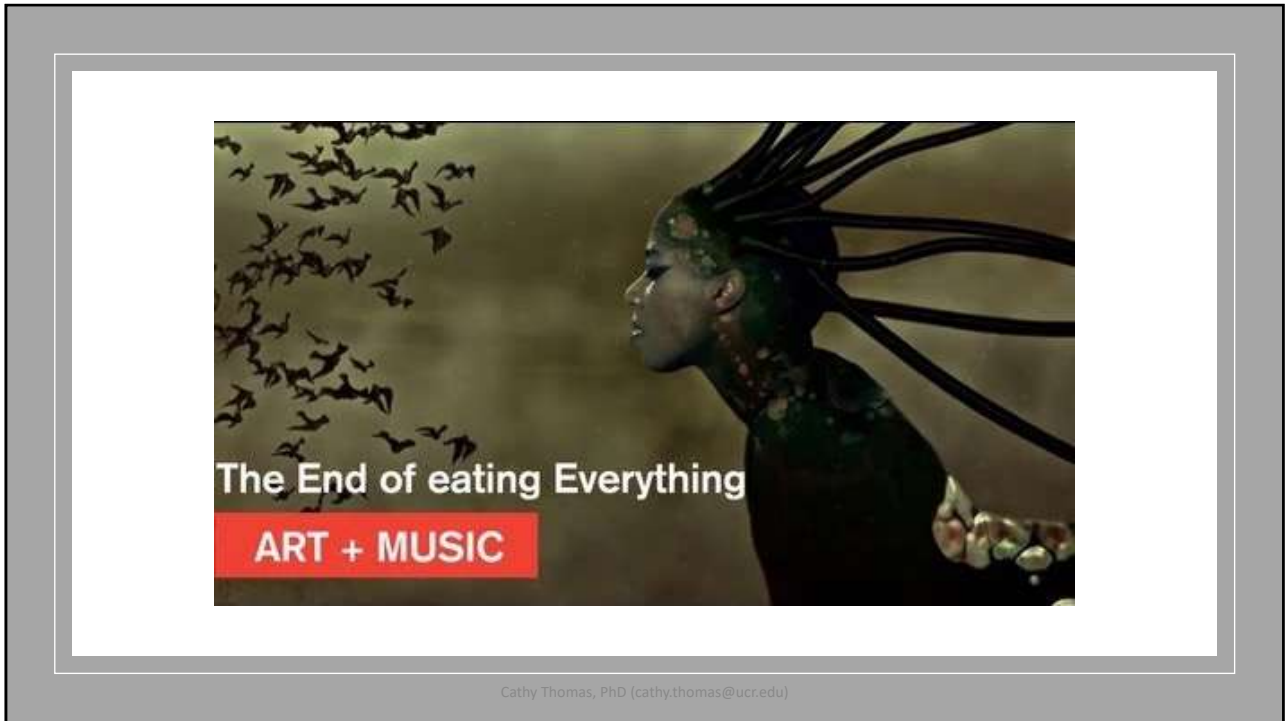 The End of eating Everything
ART + MUSIC
Cathy Thomas, PhD (cathy.thomas@ucr.edu)